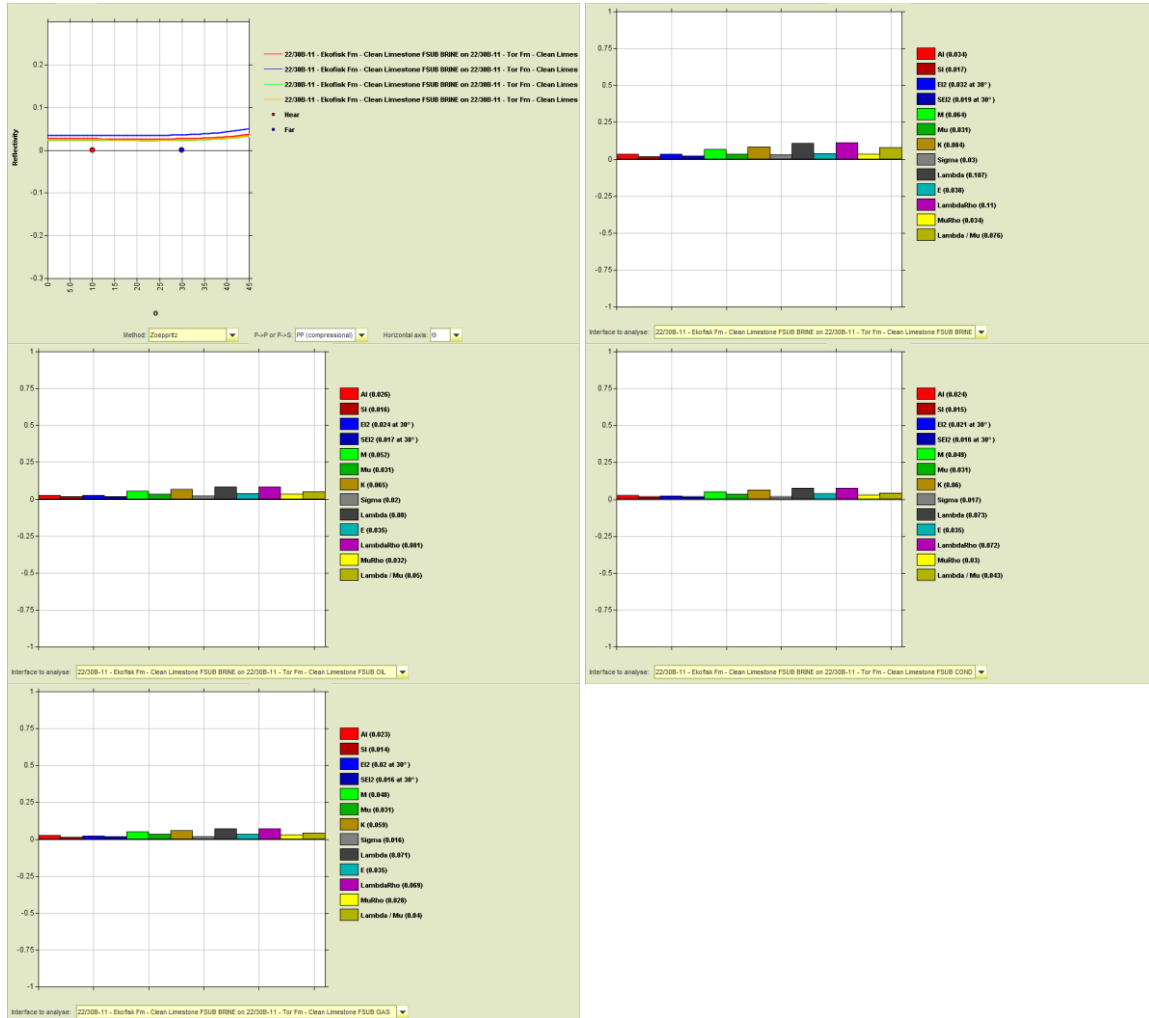 0.2
0.1
0
-0.1
-0.2
-0.3
Reflectivity
0
5.0
10
15
20
25
30
35
40
45
Θ
22/30B-11 - Ekofisk Fm - Clean Limestone FSUB BRINE on 22/30B-11 - Tor Fm - Clean Limes
22/30B-11 - Ekofisk Fm - Clean Limestone FSUB BRINE on 22/30B-11 - Tor Fm - Clean Limes
22/30B-11 - Ekofisk Fm - Clean Limestone FSUB BRINE on 22/30B-11 - Tor Fm - Clean Limes
22/30B-11 - Ekofisk Fm - Clean Limestone FSUB BRINE on 22/30B-11 - Tor Fm - Clean Limes
Near
Far
Method: Zoeppritz P->P or P->S: PP (compressional) Horizontal axis: Θ
1
0.75
0.5
0.25
0
-0.25
-0.5
-0.75
-1
AI (0.034)
SI (0.017)
EI2 (0.032 at 30°)
SEI2 (0.019 at 30°)
M (0.064)
Mu (0.031)
K (0.084)
Sigma (0.03)
Lambda (0.107)
E (0.038)
LambdaRho (0.11)
MuRho (0.034)
Lambda / Mu (0.076)
Interface to analyse: 22/30B-11 - Ekofisk Fm - Clean Limestone FSUB BRINE on 22/30B-11 - Tor Fm - Clean Limestone FSUB BRINE
1
0.75
0.5
0.25
0
-0.25
-0.5
-0.75
-1
AI (0.026)
SI (0.016)
EI2 (0.024 at 30°)
SEI2 (0.017 at 30°)
M (0.052)
Mu (0.031)
K (0.065)
Sigma (0.02)
Lambda (0.08)
E (0.035)
LambdaRho (0.081)
MuRho (0.032)
Lambda / Mu (0.05)
Interface to analyse: 22/30B-11 - Ekofisk Fm - Clean Limestone FSUB BRINE on 22/30B-11 - Tor Fm - Clean Limestone FSUB OIL
1
0.75
0.5
0.25
0
-0.25
-0.5
-0.75
-1
AI (0.024)
SI (0.015)
EI2 (0.021 at 30°)
SEI2 (0.016 at 30°)
M (0.049)
Mu (0.031)
K (0.06)
Sigma (0.017)
Lambda (0.073)
E (0.035)
LambdaRho (0.072)
MuRho (0.03)
Lambda / Mu (0.043)
Interface to analyse: 22/30B-11 - Ekofisk Fm - Clean Limestone FSUB BRINE on 22/30B-11 - Tor Fm - Clean Limestone FSUB COND
1
0.75
0.5
0.25
0
-0.25
-0.5
-0.75
-1
AI (0.023)
SI (0.014)
EI2 (0.02 at 30°)
SEI2 (0.016 at 30°)
M (0.048)
Mu (0.031)
K (0.059)
Sigma (0.016)
Lambda (0.071)
E (0.035)
LambdaRho (0.069)
MuRho (0.028)
Lambda / Mu (0.04)
Interface to analyse: 22/30B-11 - Ekofisk Fm - Clean Limestone FSUB BRINE on 22/30B-11 - Tor Fm - Clean Limestone FSUB GAS